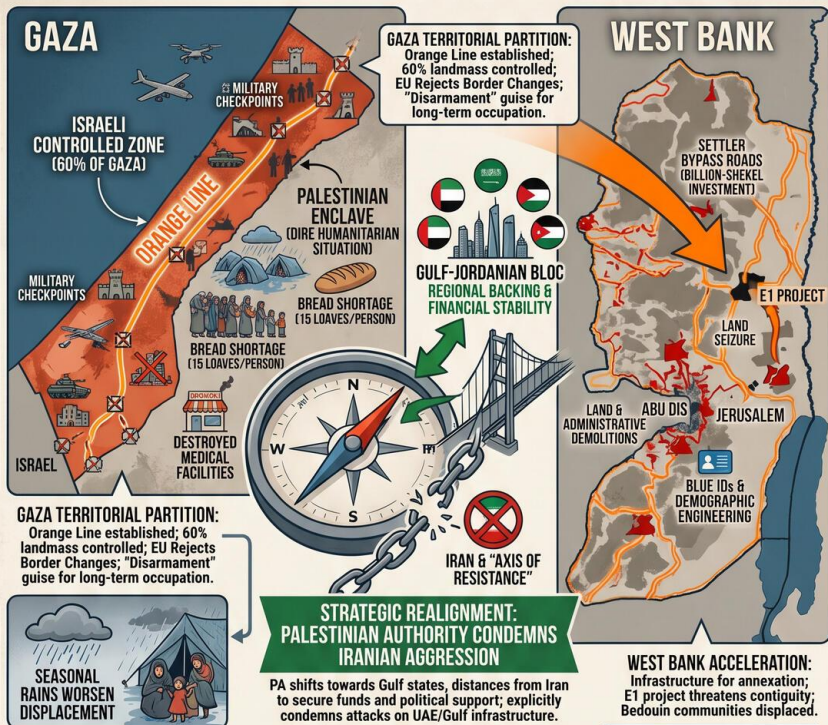 GAZA
MILITARY
CHECKPOINTS
ISRAELI
CONTROLLED ZONE
(60% OF GAZA)
ORANGE LINE
PALESTINIAN
ENCLAVE
(DIRE HUMANITARIAN
SITUATION)
BREAD SHORTAGE
(15 LOAVES/PERSON)
MILITARY
CHECKPOINTS
BREAD SHORTAGE
(15 LOAVES/PERSON)
DROMOKI
DESTROYED
MEDICAL
FACILITIES
ISRAEL
GAZA TERRITORIAL PARTITION:
Orange Line established;
60% landmass controlled;
EU Rejects Border Changes;
"Disarmament" guise for
long-term occupation.
GULF-JORDANIAN BLOC
REGIONAL BACKING &
FINANCIAL STABILITY
N
W
S
IRAN & "AXIS OF
RESISTANCE"
WEST BANK
SETTLER
BYPASS ROADS
(BILLION-SHEKEL
INVESTMENT)
E1 PROJECT
LAND
SEIZURE
ABU DIS
JERUSALEM
LAND &
ADMINISTRATIVE
DEMOLITIONS
BLUE IDs &
DEMOGRAPHIC
ENGINEERING
GAZA TERRITORIAL PARTITION:
Orange Line established; 60%
landmass controlled; EU Rejects
Border Changes; "Disarmament"
guise for long-term occupation.
SEASONAL
RAINS WORSEN
DISPLACEMENT
STRATEGIC REALIGNMENT:
PALESTINIAN AUTHORITY CONDEMNS
IRANIAN AGGRESSION
PA shifts towards Gulf states, distances from Iran
to secure funds and political support; explicitly
condemns attacks on UAE/Gulf infrastructure.
WEST BANK ACCELERATION:
Infrastructure for annexation;
E1 project threatens contiguity;
Bedouin communities displaced.